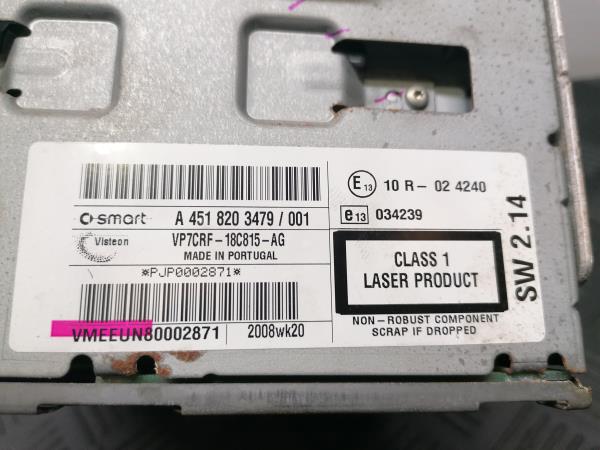 smart A 451 820 3479 / 001
Visteon VP7CRF-18C815-AG
MADE IN PORTUGAL
*PJP0002871*
VMEEUN80002871 2008wk20
E13 10 R - 02 4240
e13 034239
CLASS 1
LASER PRODUCT
NON - ROBUST COMPONENT
SCRAP IF DROPPED
SW 2.14